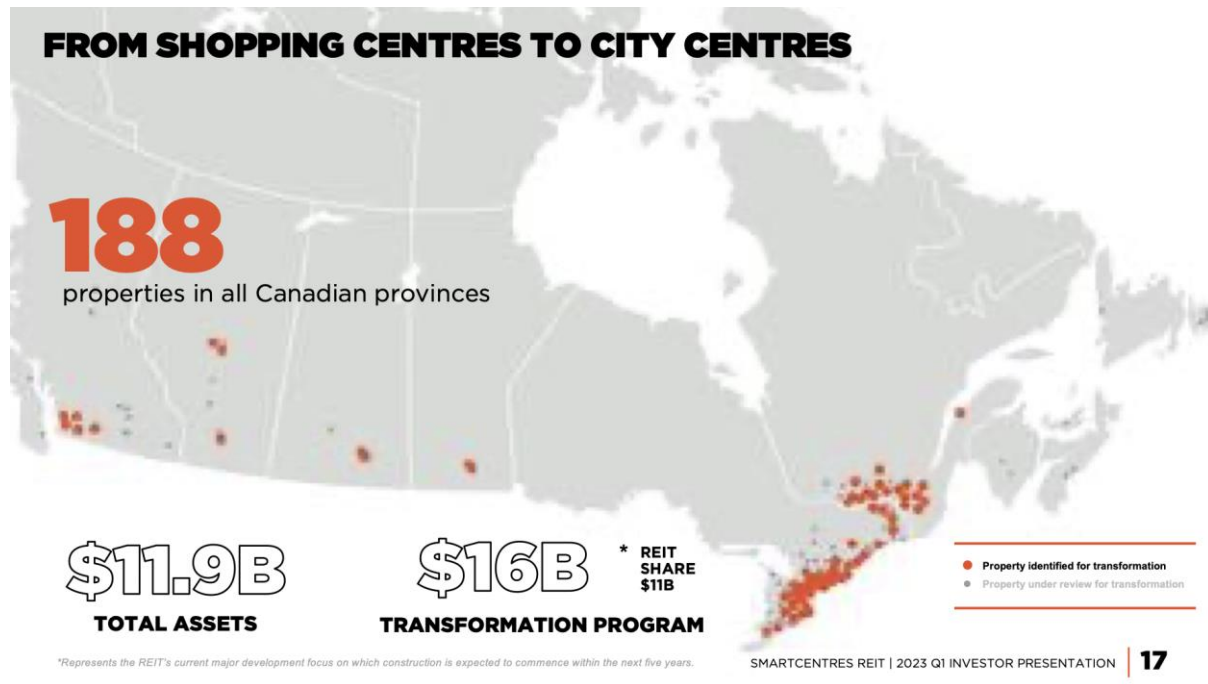 FROM SHOPPING CENTRES TO CITY CENTRES
188
properties in all Canadian provinces
$11.9B
TOTAL ASSETS
$16B
* REIT
SHARE
$11B
TRANSFORMATION PROGRAM
Property identified for transformation
Property under review for transformation
*Represents the REIT's current major development focus on which construction is expected to commence within the next five years.
SMARTCENTRES REIT | 2023 Q1 INVESTOR PRESENTATION | 17